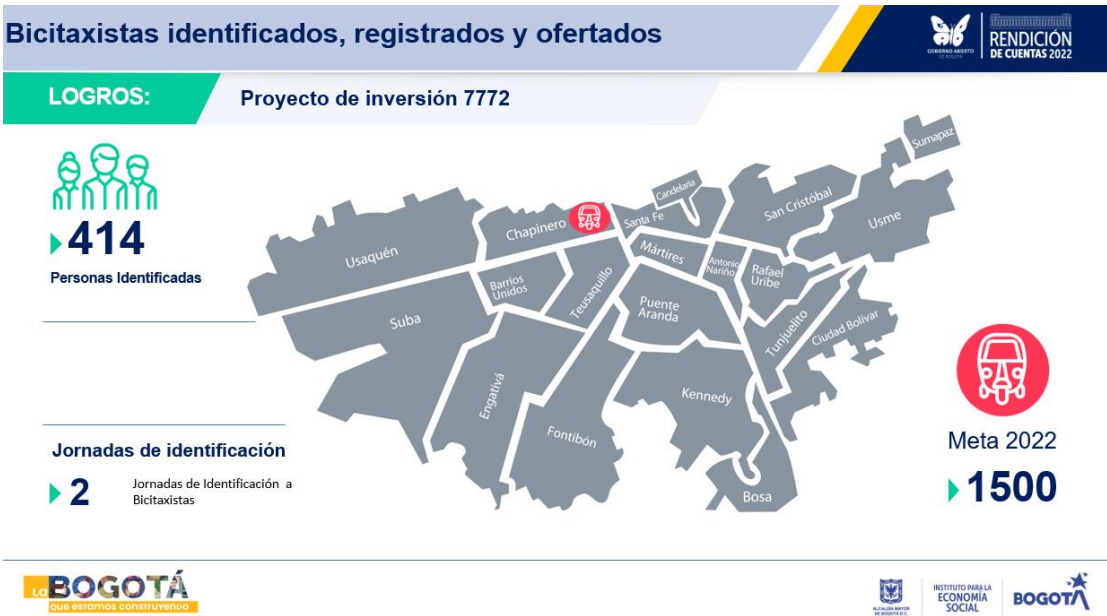 Bicitaxistas identificados, registrados y ofertados
GOBIERNO ABIERTO
DE BOGOTÁ
RENDICIÓN
DE CUENTAS 2022
LOGROS:
Proyecto de inversión 7772
414
Personas Identificadas
Jornadas de identificación
2
Jornadas de Identificación a
Bicitaxistas
Usaquén
Chapinero
Santa Fe
Candelaria
San Cristóbal
Sumapaz
Usme
Suba
Barrios
Unidos
Teusaquillo
Mártires
Antonio
Nariño
Rafael
Uribe
Puente
Aranda
Tunjuelito
Ciudad Bolívar
Engativá
Fontibón
Kennedy
Bosa
Meta 2022
1500
La BOGOTÁ
que estamos construyendo
ALCALDÍA MAYOR
DE BOGOTÁ D.C.
INSTITUTO PARA LA
ECONOMÍA
SOCIAL
BOGOTÁ